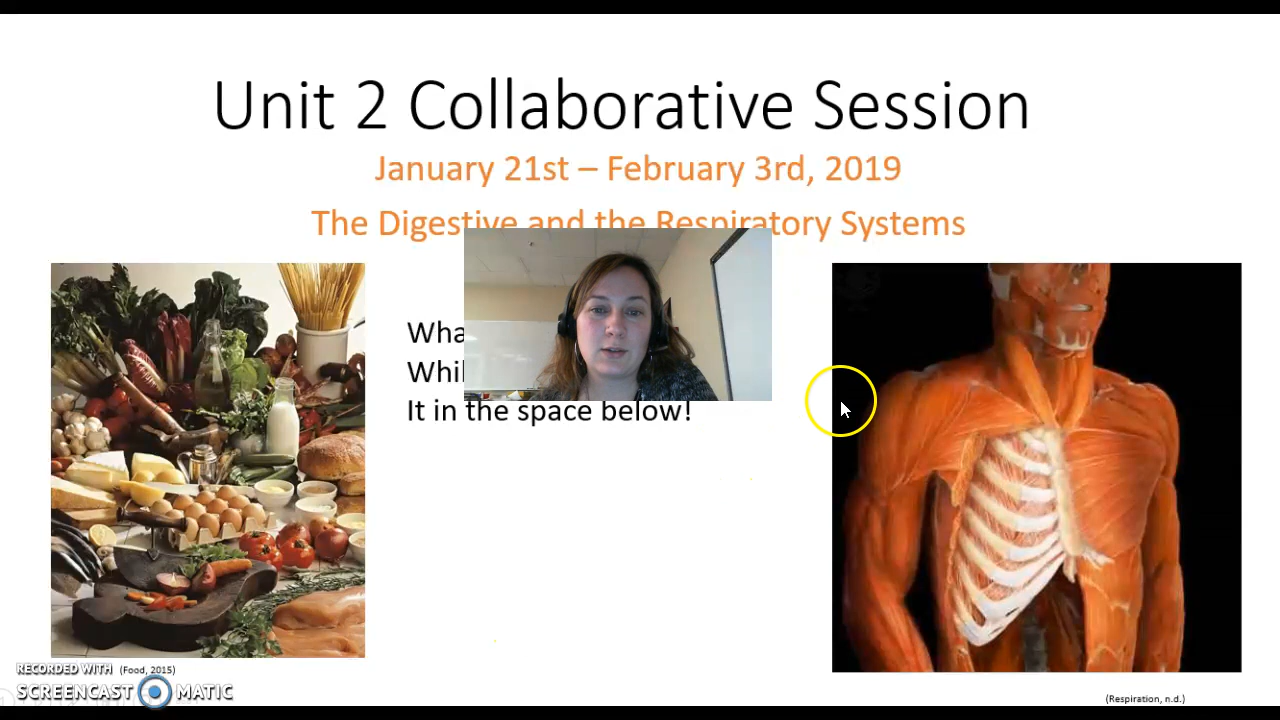 Unit 2 Collaborative Session
January 21st – February 3rd, 2019
The Digestive and the Respiratory Systems
It in the space below!
RECORDED WITH
(Food, 2015)
SCREENCAST MATIC
(Respiration, n.d.)